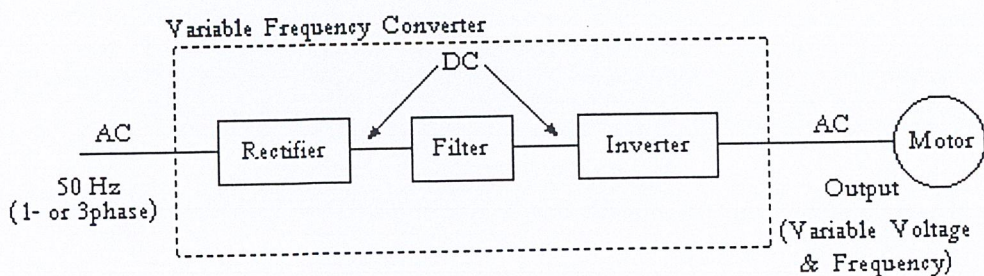 Variable Frequency Converter
DC
AC
Rectifier
Filter
Inverter
AC
Motor
50 Hz
(1- or 3phase)
Output
(Variable Voltage
& Frequency)